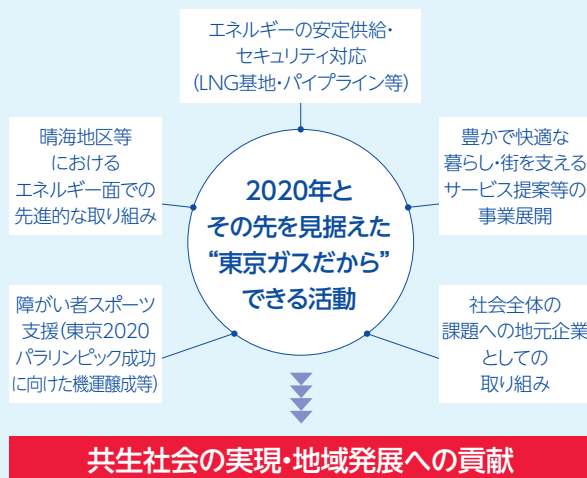 エネルギーの安定供給・
セキュリティ対応
(LNG基地・パイプライン等)
晴海地区等
における
エネルギー面での
先進的な取り組み
豊かで快適な
暮らし・街を支える
サービス提案等の
事業展開
2020年と
その先を見据えた
“東京ガスだから”
できる活動
障がい者スポーツ
支援(東京2020
パラリンピック成功
に向けた機運醸成等)
社会全体の
課題への地元企業
としての
取り組み
共生社会の実現・地域発展への貢献